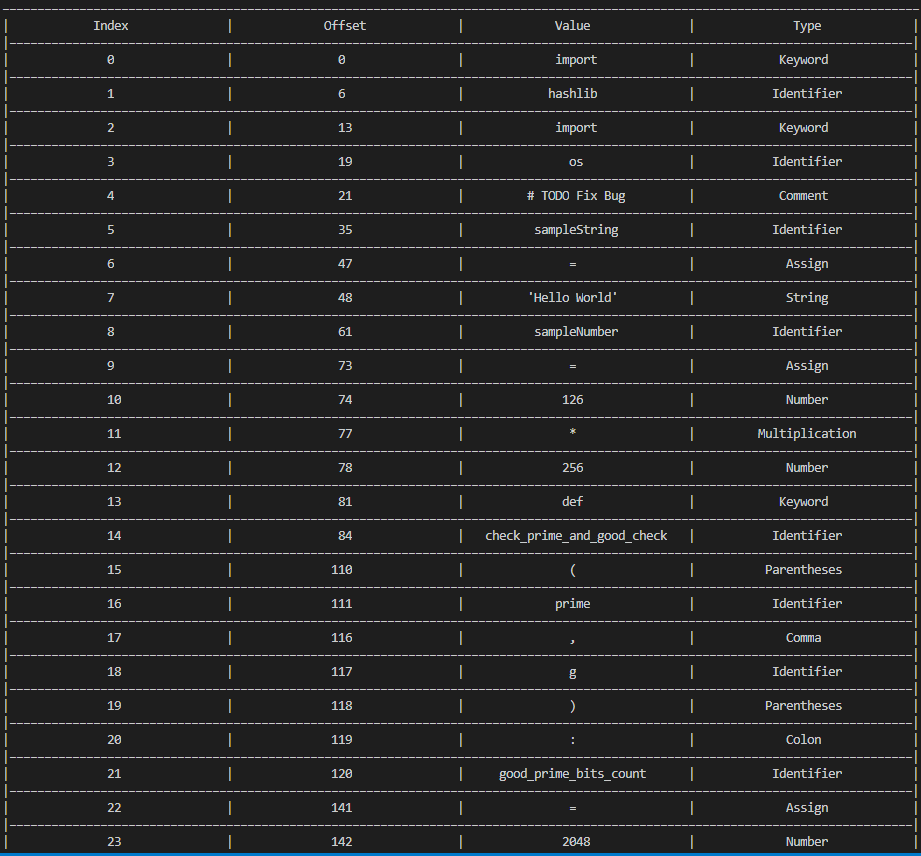 Index | Offset | Value | Type
0 | 0 | import | Keyword
1 | 6 | hashlib | Identifier
2 | 13 | import | Keyword
3 | 19 | os | Identifier
4 | 21 | # TODO Fix Bug | Comment
5 | 35 | sampleString | Identifier
6 | 47 | = | Assign
7 | 48 | 'Hello World' | String
8 | 61 | sampleNumber | Identifier
9 | 73 | = | Assign
10 | 74 | 126 | Number
11 | 77 | * | Multiplication
12 | 78 | 256 | Number
13 | 81 | def | Keyword
14 | 84 | check_prime_and_good_check | Identifier
15 | 110 | ( | Parentheses
16 | 111 | prime | Identifier
17 | 116 | , | Comma
18 | 117 | g | Identifier
19 | 118 | ) | Parentheses
20 | 119 | : | Colon
21 | 120 | good_prime_bits_count | Identifier
22 | 141 | = | Assign
23 | 142 | 2048 | Number